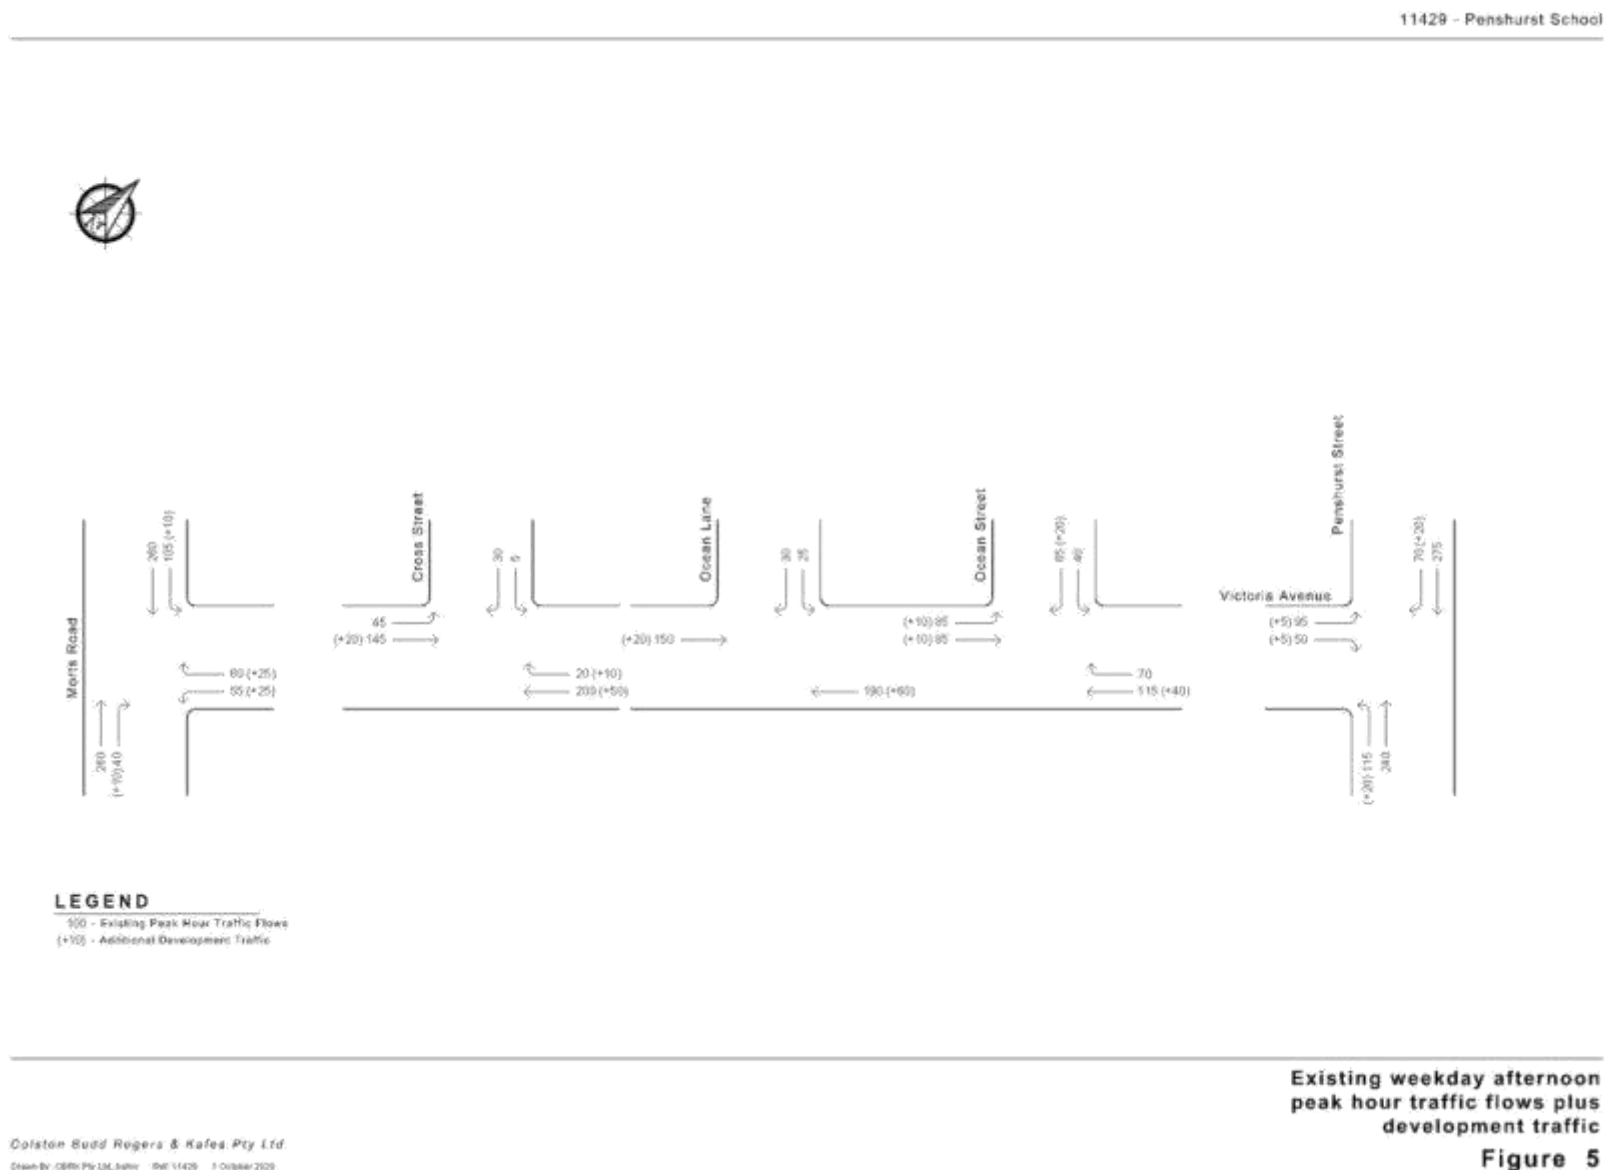 11429 - Penshurst School
Penshurst Street
Cross Street
Ocean Lane
Ocean Street
260
105 (+10)
30
5
30
25
65 (+20)
40
70 (+20)
275
Victoria Avenue
Morts Road
45
(+20) 145
(+20) 150
(+10) 85
(+10) 85
(+5) 95
(+5) 50
60 (+25)
55 (+25)
20 (+10)
200 (+50)
190 (+60)
70
115 (+40)
260
(+10) 40
(+20) 115
240
LEGEND
100 - Existing Peak Hour Traffic Flows
(+10) - Additional Development Traffic
Existing weekday afternoon
peak hour traffic flows plus
development traffic
Colston Budd Rogers & Kafes Pty Ltd
Figure 5